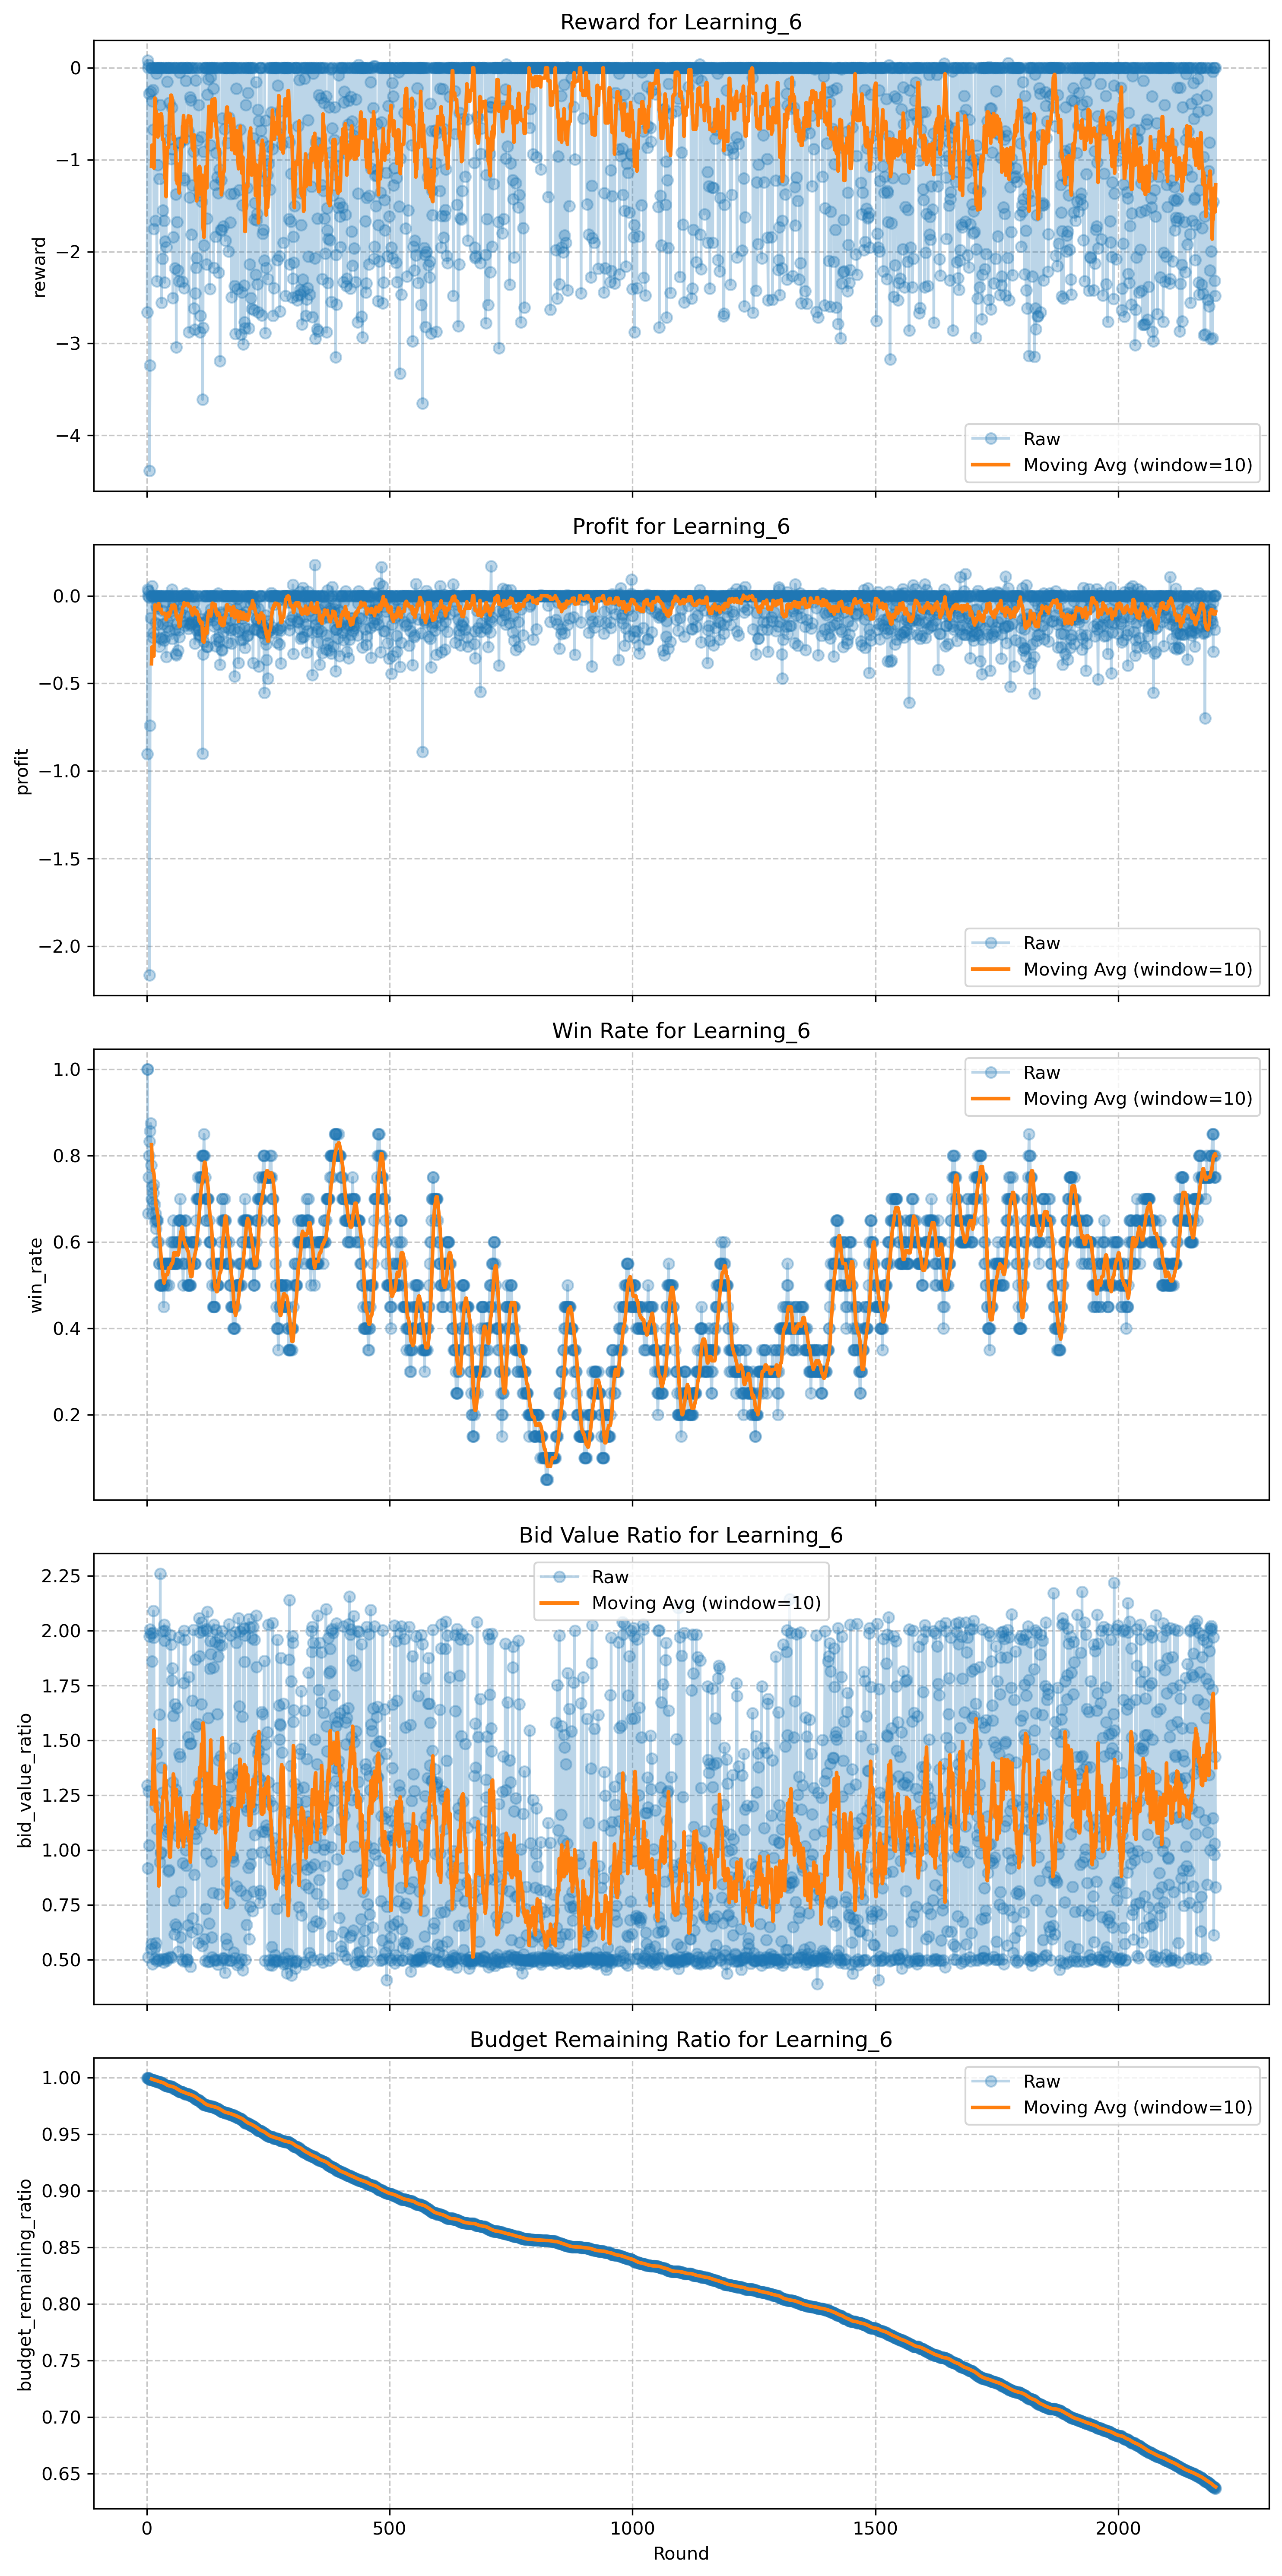 Reward for Learning_6
0
−1
−2
−3
−4
reward
Raw
Moving Avg (window=10)
Profit for Learning_6
0.0
−0.5
−1.0
−1.5
−2.0
profit
Raw
Moving Avg (window=10)
Win Rate for Learning_6
1.0
0.8
0.6
0.4
0.2
win_rate
Raw
Moving Avg (window=10)
Bid Value Ratio for Learning_6
2.25
2.00
1.75
1.50
1.25
1.00
0.75
0.50
bid_value_ratio
Raw
Moving Avg (window=10)
Budget Remaining Ratio for Learning_6
1.00
0.95
0.90
0.85
0.80
0.75
0.70
0.65
budget_remaining_ratio
Raw
Moving Avg (window=10)
0 500 1000 1500 2000
Round